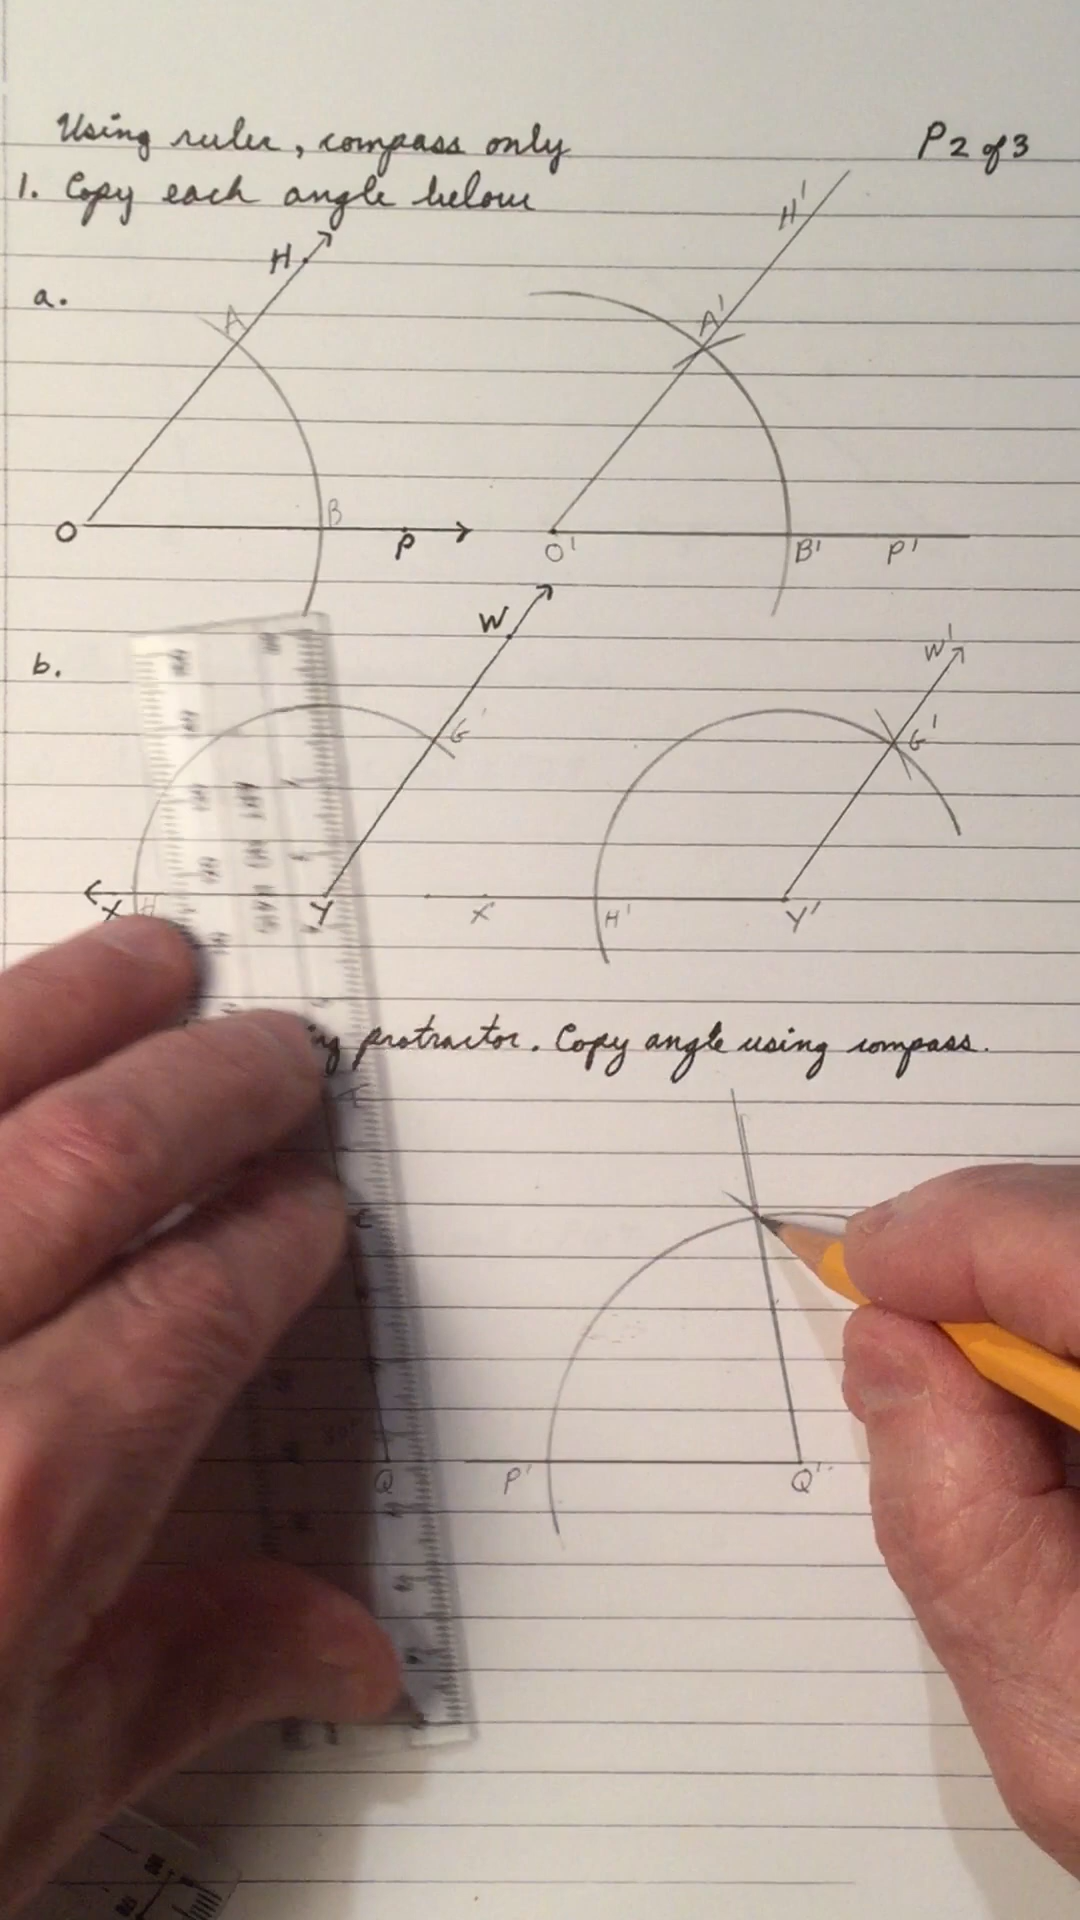 Using ruler, compass only P2 of 3
1. Copy each angle below
H'
H
a.
A A'
B
O P O' B' P'
W
b. W'
G' G'
X H Y X' H' Y'
protractor. Copy angle using compass.
Q P' Q'